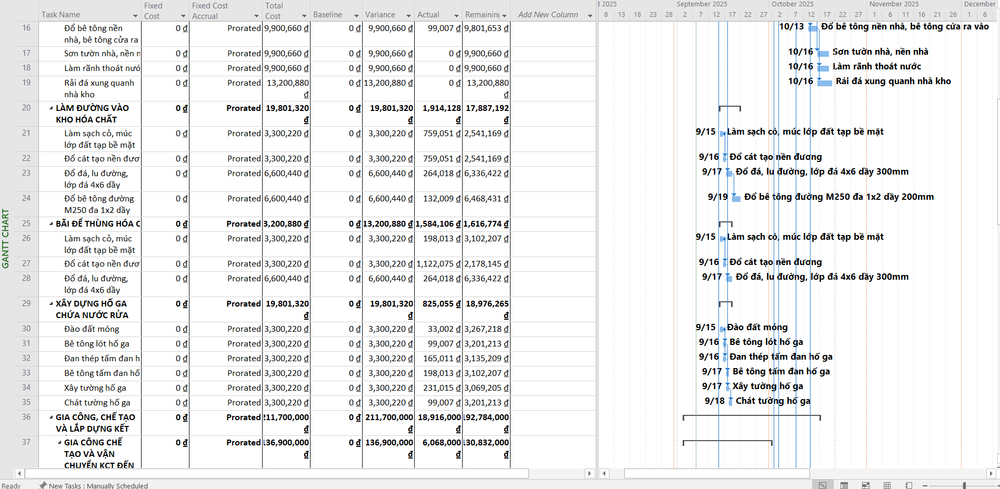 Task Name Fixed Cost Fixed Cost Accrual Total Cost Baseline Variance Actual Remaining Add New Column
t 2025 September 2025 October 2025 November 2025 December
8 13 18 23 28 2 7 12 17 22 27 2 7 12 17 22 27 1 6 11 16 21 26 1 6
16 Đổ bê tông nền nhà, bê tông cửa ra 0 ₫ Prorated 9,900,660 ₫ 0 ₫ 9,900,660 ₫ 99,007 ₫ 9,801,653 ₫ 10/13 Đổ bê tông nền nhà, bê tông cửa ra vào
17 Sơn tườn nhà, nền n 0 ₫ Prorated 9,900,660 ₫ 0 ₫ 9,900,660 ₫ 0 ₫ 9,900,660 ₫ 10/16 Sơn tườn nhà, nền nhà
18 Làm rãnh thoát nướ 0 ₫ Prorated 9,900,660 ₫ 0 ₫ 9,900,660 ₫ 0 ₫ 9,900,660 ₫ 10/16 Làm rãnh thoát nước
19 Rải đá xung quanh nhà kho 0 ₫ Prorated 13,200,880 ₫ 0 ₫ 13,200,880 ₫ 0 ₫ 13,200,880 ₫ 10/16 Rải đá xung quanh nhà kho
20 LÀM ĐƯỜNG VÀO KHO HÓA CHẤT 0 ₫ Prorated 19,801,320 ₫ 0 ₫ 19,801,320 ₫ 1,914,128 ₫ 17,887,192 ₫
21 Làm sạch cỏ, múc lớp đất tạp bề mặt 0 ₫ Prorated 3,300,220 ₫ 0 ₫ 3,300,220 ₫ 759,051 ₫ 2,541,169 ₫ 9/15 Làm sạch cỏ, múc lớp đất tạp bề mặt
22 Đổ cát tạo nền đươ 0 ₫ Prorated 3,300,220 ₫ 0 ₫ 3,300,220 ₫ 759,051 ₫ 2,541,169 ₫ 9/16 Đổ cát tạo nền đương
23 Đổ đá, lu đường, lớp đá 4x6 dầy 0 ₫ Prorated 6,600,440 ₫ 0 ₫ 6,600,440 ₫ 264,018 ₫ 6,336,422 ₫ 9/17 Đổ đá, lu đường, lớp đá 4x6 dầy 300mm
24 Đổ bê tông đường M250 đa 1x2 dầy 0 ₫ Prorated 6,600,440 ₫ 0 ₫ 6,600,440 ₫ 132,009 ₫ 6,468,431 ₫ 9/19 Đổ bê tông đường M250 đa 1x2 dầy 200mm
25 BÃI ĐỂ THÙNG HÓA C 0 ₫ Prorated 3,200,880 ₫ 0 ₫ 13,200,880 ₫ 1,584,106 ₫ 1,616,774 ₫
26 Làm sạch cỏ, múc lớp đất tạp bề mặt 0 ₫ Prorated 3,300,220 ₫ 0 ₫ 3,300,220 ₫ 198,013 ₫ 3,102,207 ₫ 9/15 Làm sạch cỏ, múc lớp đất tạp bề mặt
27 Đổ cát tạo nền đươ 0 ₫ Prorated 3,300,220 ₫ 0 ₫ 3,300,220 ₫ 1,122,075 ₫ 2,178,145 ₫ 9/16 Đổ cát tạo nền đương
28 Đổ đá, lu đường, lớp đá 4x6 dầy 0 ₫ Prorated 6,600,440 ₫ 0 ₫ 6,600,440 ₫ 264,018 ₫ 6,336,422 ₫ 9/17 Đổ đá, lu đường, lớp đá 4x6 dầy 300mm
29 XÂY DỰNG HỐ GA CHỨA NƯỚC RỬA 0 ₫ Prorated 19,801,320 ₫ 0 ₫ 19,801,320 ₫ 825,055 ₫ 18,976,265 ₫
30 Đào đất móng 0 ₫ Prorated 3,300,220 ₫ 0 ₫ 3,300,220 ₫ 33,002 ₫ 3,267,218 ₫ 9/15 Đào đất móng
31 Bê tông lót hố ga 0 ₫ Prorated 3,300,220 ₫ 0 ₫ 3,300,220 ₫ 99,007 ₫ 3,201,213 ₫ 9/16 Bê tông lót hố ga
32 Đan thép tấm đan h 0 ₫ Prorated 3,300,220 ₫ 0 ₫ 3,300,220 ₫ 165,011 ₫ 3,135,209 ₫ 9/16 Đan thép tấm đan hố ga
33 Bê tông tấm đan hố 0 ₫ Prorated 3,300,220 ₫ 0 ₫ 3,300,220 ₫ 198,013 ₫ 3,102,207 ₫ 9/17 Bê tông tấm đan hố ga
34 Xây tường hố ga 0 ₫ Prorated 3,300,220 ₫ 0 ₫ 3,300,220 ₫ 231,015 ₫ 3,069,205 ₫ 9/17 Xây tường hố ga
35 Chát tường hố ga 0 ₫ Prorated 3,300,220 ₫ 0 ₫ 3,300,220 ₫ 99,007 ₫ 3,201,213 ₫ 9/18 Chát tường hố ga
36 GIA CÔNG, CHẾ TẠO VÀ LẮP DỰNG KẾT 0 ₫ Prorated 211,700,000 ₫ 0 ₫ 211,700,000 ₫ 18,916,000 ₫ 192,784,000 ₫
37 GIA CÔNG CHẾ TẠO VÀ VẬN CHUYỂN KCT ĐẾN 0 ₫ Prorated 136,900,000 ₫ 0 ₫ 136,900,000 ₫ 6,068,000 ₫ 130,832,000 ₫
GANTT CHART
Ready New Tasks : Manually Scheduled